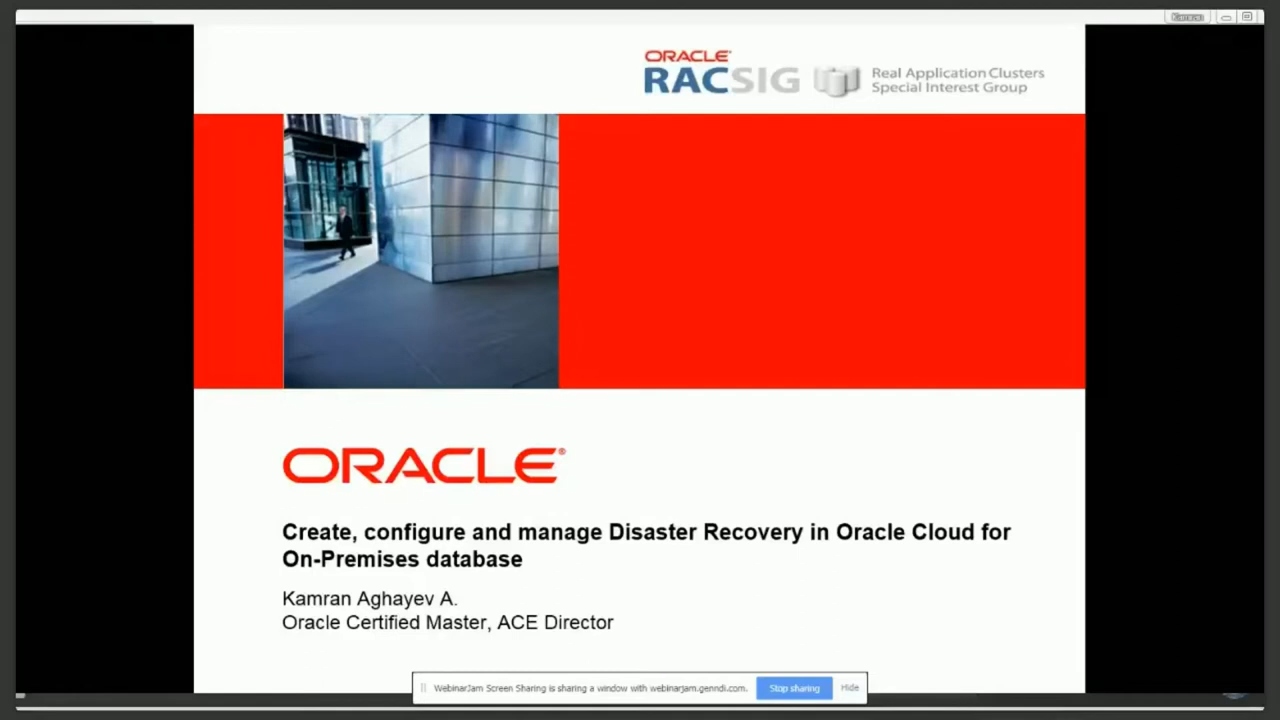 Kamran
ORACLE
RACSIG
Real Application Clusters
Special Interest Group
ORACLE®
Create, configure and manage Disaster Recovery in Oracle Cloud for
On-Premises database
Kamran Aghayev A.
Oracle Certified Master, ACE Director
WebinarJam Screen Sharing is sharing a window with webinarjam.genndi.com.
Stop sharing
Hide